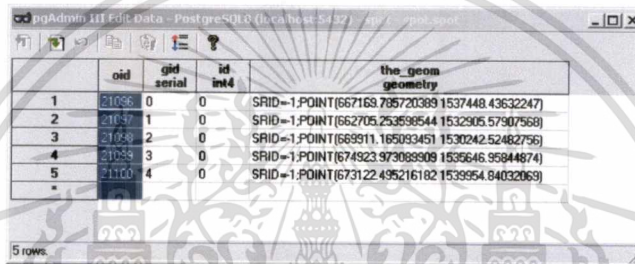 pgAdmin III Edit Data - PostgreSQL8 (localhost:5432) - spot - spot.spot
oid gid serial id int4 the_geom geometry
1 21096 0 0 SRID=-1;POINT(667169.785720389 1537448.43632247)
2 21097 1 0 SRID=-1;POINT(662705.253598544 1532905.57907568)
3 21098 2 0 SRID=-1;POINT(669911.165093451 1530242.52482756)
4 21099 3 0 SRID=-1;POINT(674923.973089909 1535646.95844874)
5 21100 4 0 SRID=-1;POINT(673122.495216182 1539954.84032069)
*
5 rows.